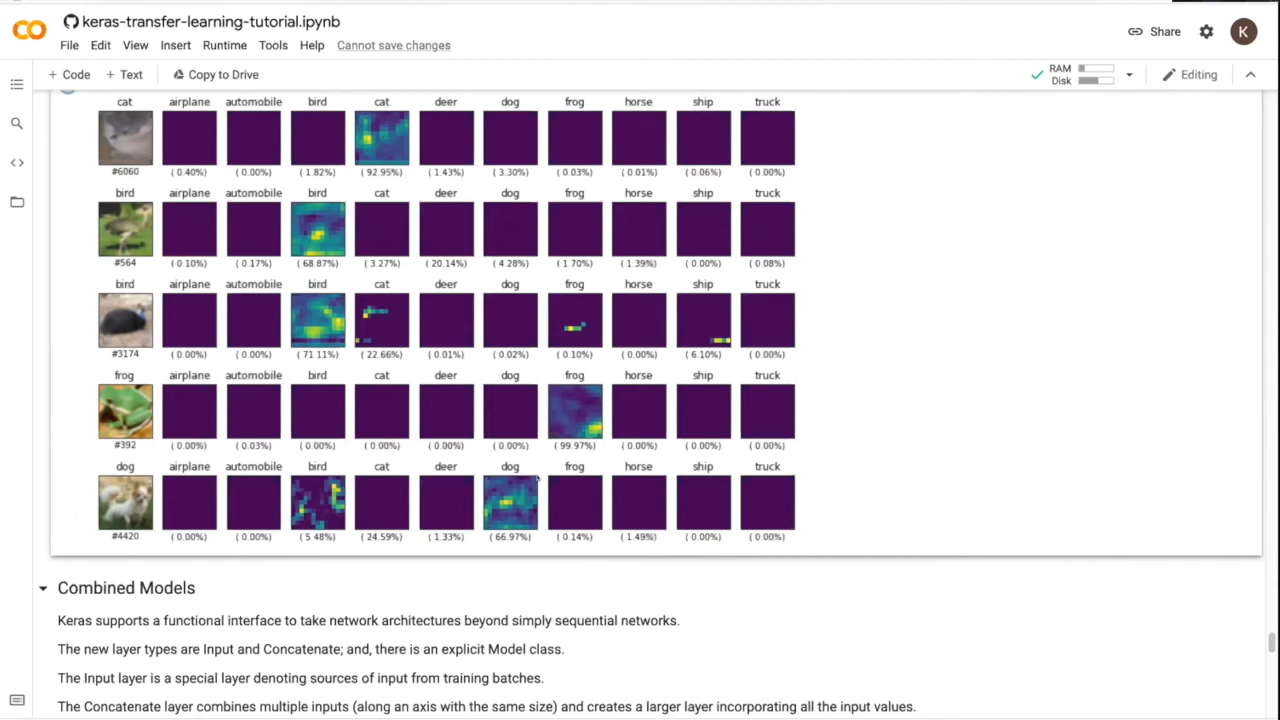 keras-transfer-learning-tutorial.ipynb
Share
K
File Edit View Insert Runtime Tools Help Cannot save changes
+ Code + Text Copy to Drive
RAM
Disk
Editing
cat airplane automobile bird cat deer dog frog horse ship truck
#6060 ( 0.40%) ( 0.00%) ( 1.82%) ( 92.95%) ( 1.43%) ( 3.30%) ( 0.03%) ( 0.01%) ( 0.06%) ( 0.00%)
bird airplane automobile bird cat deer dog frog horse ship truck
#564 ( 0.10%) ( 0.17%) ( 68.87%) ( 3.27%) ( 20.14%) ( 4.28%) ( 1.70%) ( 1.39%) ( 0.00%) ( 0.08%)
bird airplane automobile bird cat deer dog frog horse ship truck
#3174 ( 0.00%) ( 0.00%) ( 71.11%) ( 22.66%) ( 0.01%) ( 0.02%) ( 0.10%) ( 0.00%) ( 6.10%) ( 0.00%)
frog airplane automobile bird cat deer dog frog horse ship truck
#392 ( 0.00%) ( 0.03%) ( 0.00%) ( 0.00%) ( 0.00%) ( 0.00%) ( 99.97%) ( 0.00%) ( 0.00%) ( 0.00%)
dog airplane automobile bird cat deer dog frog horse ship truck
#4420 ( 0.00%) ( 0.00%) ( 5.48%) ( 24.59%) ( 1.33%) ( 66.97%) ( 0.14%) ( 1.49%) ( 0.00%) ( 0.00%)
Combined Models
Keras supports a functional interface to take network architectures beyond simply sequential networks.
The new layer types are Input and Concatenate; and, there is an explicit Model class.
The Input layer is a special layer denoting sources of input from training batches.
The Concatenate layer combines multiple inputs (along an axis with the same size) and creates a larger layer incorporating all the input values.